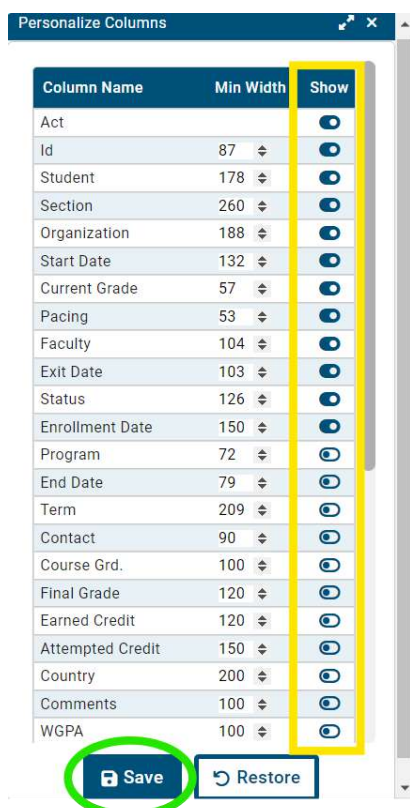 Personalize Columns
Column Name Min Width Show
Act
Id 87
Student 178
Section 260
Organization 188
Start Date 132
Current Grade 57
Pacing 53
Faculty 104
Exit Date 103
Status 126
Enrollment Date 150
Program 72
End Date 79
Term 209
Contact 90
Course Grd. 100
Final Grade 120
Earned Credit 120
Attempted Credit 150
Country 200
Comments 100
WGPA 100
Save Restore